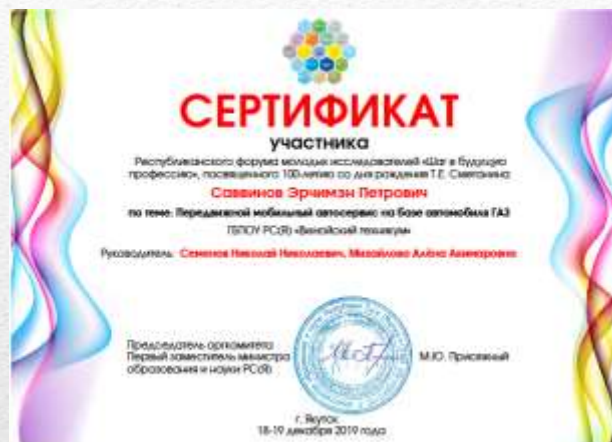 СЕРТИФИКАТ
участника
Республиканского форума молодых исследователей «Шаг в будущую
профессию», посвященного 100-летию со дня рождения Т.Е. Сметанина
Саввинов Эрчимэн Петрович
по теме: Передвижной мобильный автосервис на базе автомобиля ГАЗ
ГБПОУ РС(Я) «Вилюйский техникум»
Руководитель: Семенов Николай Николаевич, Михайлова Алёна
Председатель оргкомитета
Первый заместитель министра
образования и науки РС(Я)
М.Ю. Присяжный
г. Якутск
18-19 декабря 2019 года